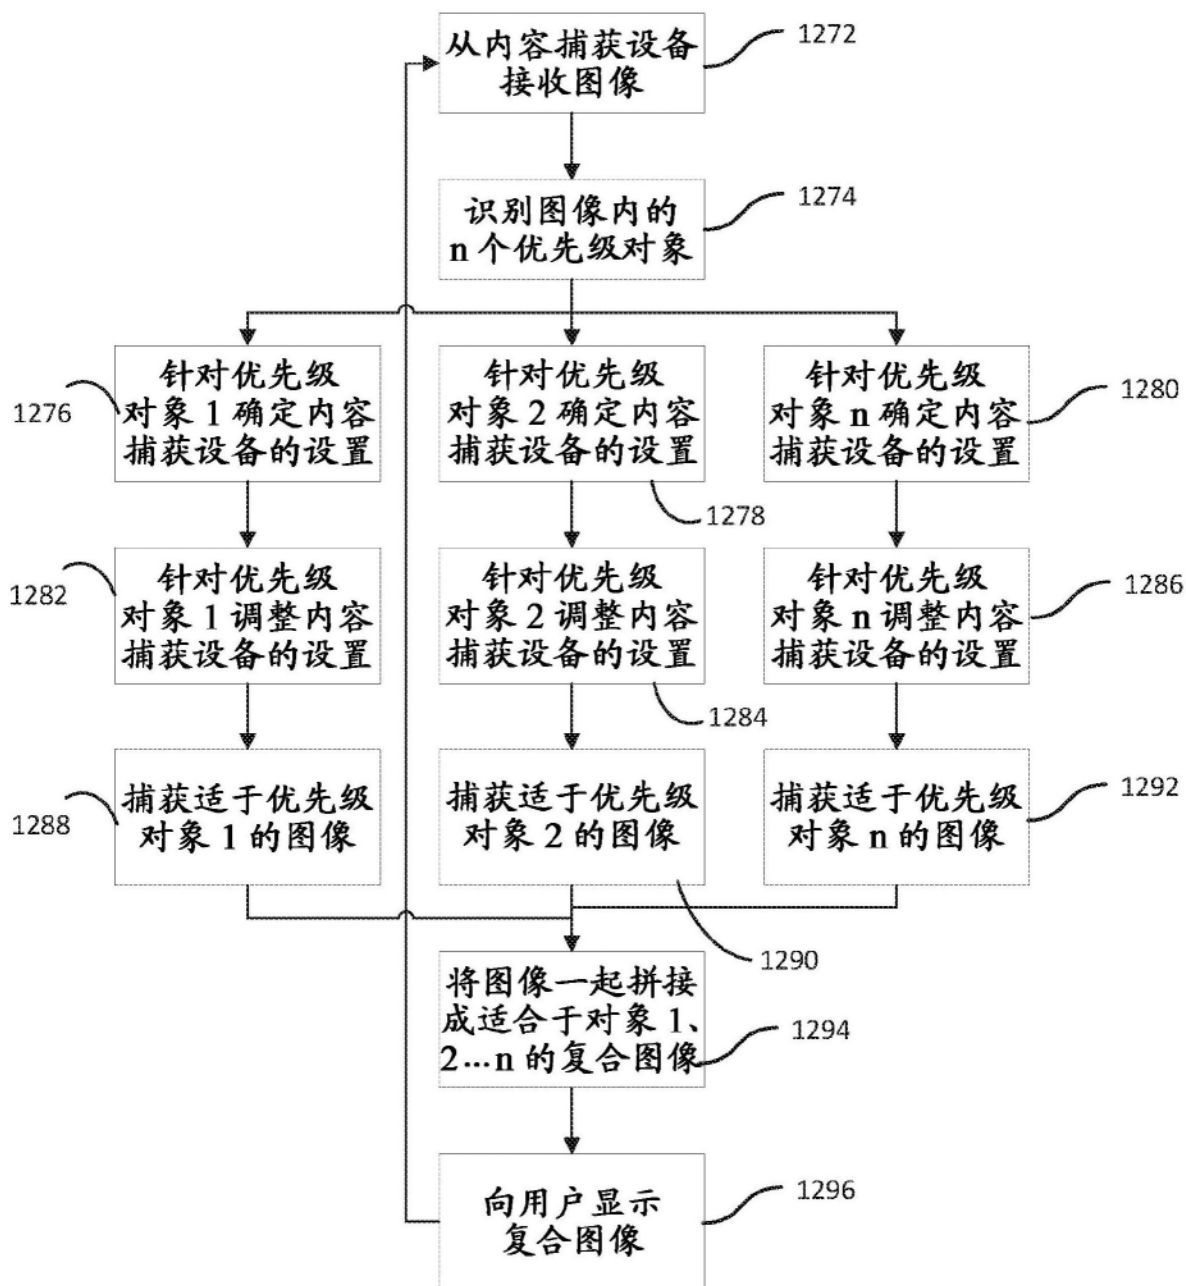 从内容捕获设备
接收图像
1272
识别图像内的
n 个优先级对象
1274
针对优先级
对象 1 确定内容
捕获设备的设置
1276
针对优先级
对象 2 确定内容
捕获设备的设置
1278
针对优先级
对象 n 确定内容
捕获设备的设置
1280
针对优先级
对象 1 调整内容
捕获设备的设置
1282
针对优先级
对象 2 调整内容
捕获设备的设置
1284
针对优先级
对象 n 调整内容
捕获设备的设置
1286
捕获适于优先级
对象 1 的图像
1288
捕获适于优先级
对象 2 的图像
1290
捕获适于优先级
对象 n 的图像
1292
将图像一起拼接
成适合于对象 1、
2…n 的复合图像
1294
向用户显示
复合图像
1296